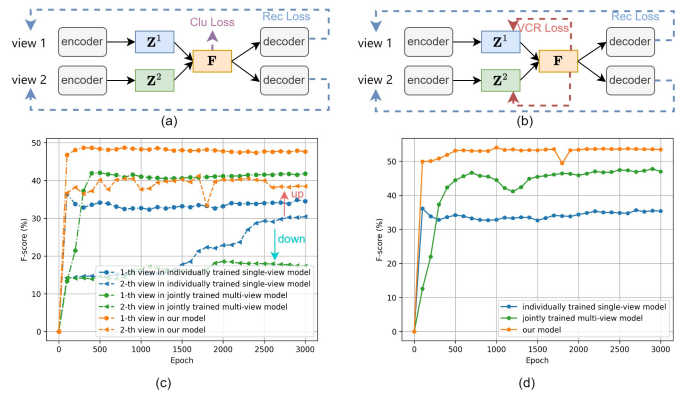 Clu Loss
Rec Loss
view 1
encoder
Z¹
decoder
F
view 2
encoder
Z²
decoder
(a)
VCR Loss
Rec Loss
view 1
encoder
Z¹
decoder
F
view 2
encoder
Z²
decoder
(b)
50
40
30
20
10
0
F-score (%)
up
down
1-th view in individually trained single-view model
2-th view in individually trained single-view model
1-th view in jointly trained multi-view model
2-th view in jointly trained multi-view model
1-th view in our model
2-th view in our model
0 500 1000 1500 2000 2500 3000
Epoch
(c)
50
40
30
20
10
0
F-score (%)
individually trained single-view model
jointly trained multi-view model
our model
0 500 1000 1500 2000 2500 3000
Epoch
(d)